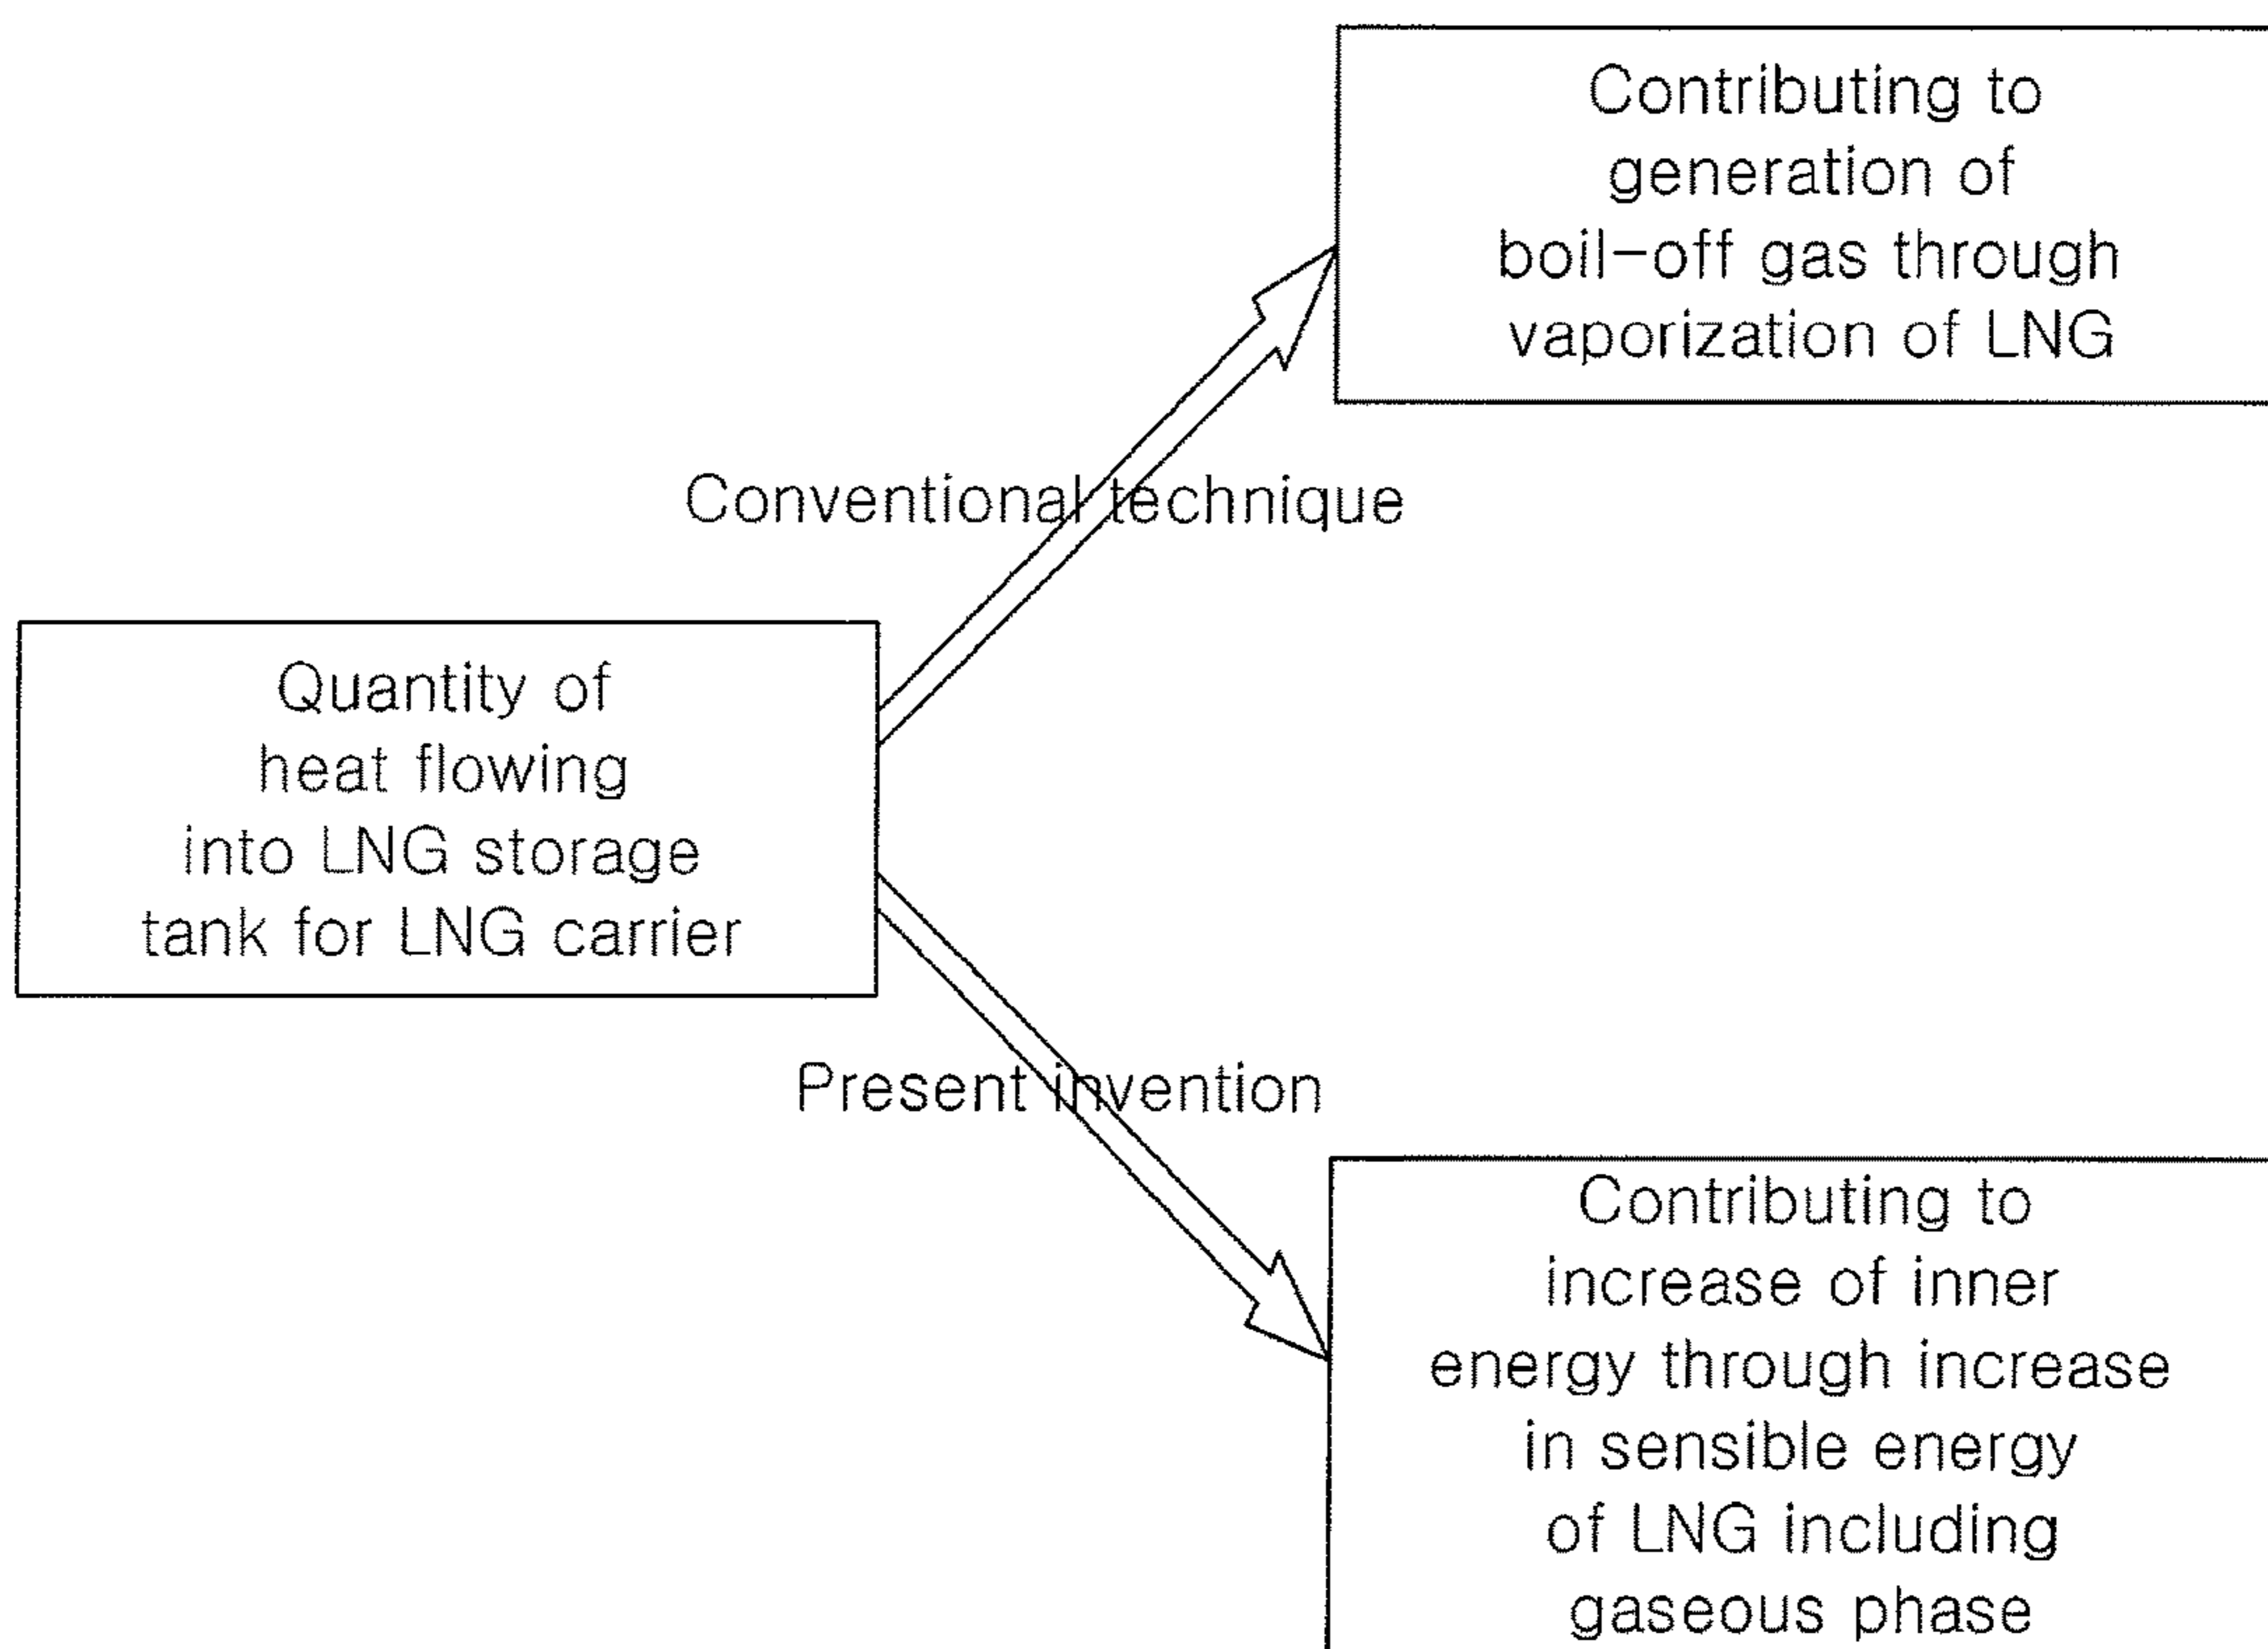 Contributing to
generation of
boil-off gas through
vaporization of LNG
Conventional technique
Quantity of
heat flowing
into LNG storage
tank for LNG carrier
Present invention
Contributing to
increase of inner
energy through increase
in sensible energy
of LNG including
gaseous phase